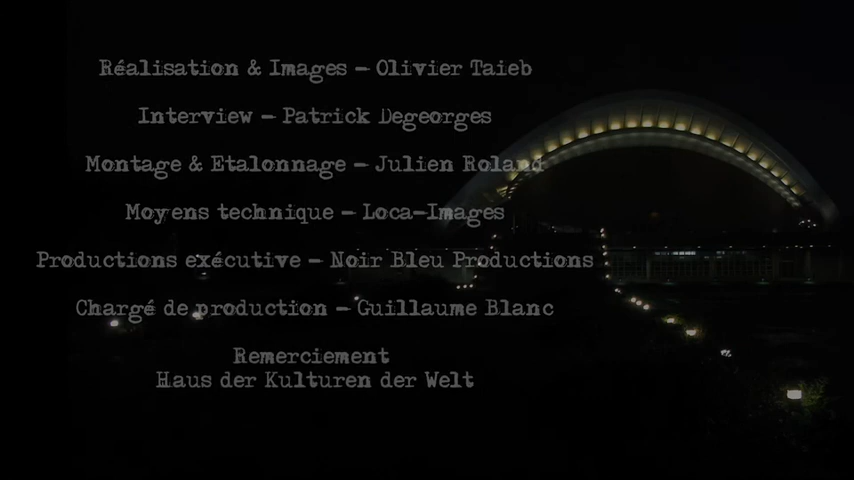 Réalisation & Images – Olivier Taieb
Interview – Patrick Degeorges
Montage & Etalonnage – Julien Roland
Moyens technique – Loca-Images
Productions exécutive – Noir Bleu Productions
Chargé de production – Guillaume Blanc
Remerciement
Haus der Kulturen der Welt